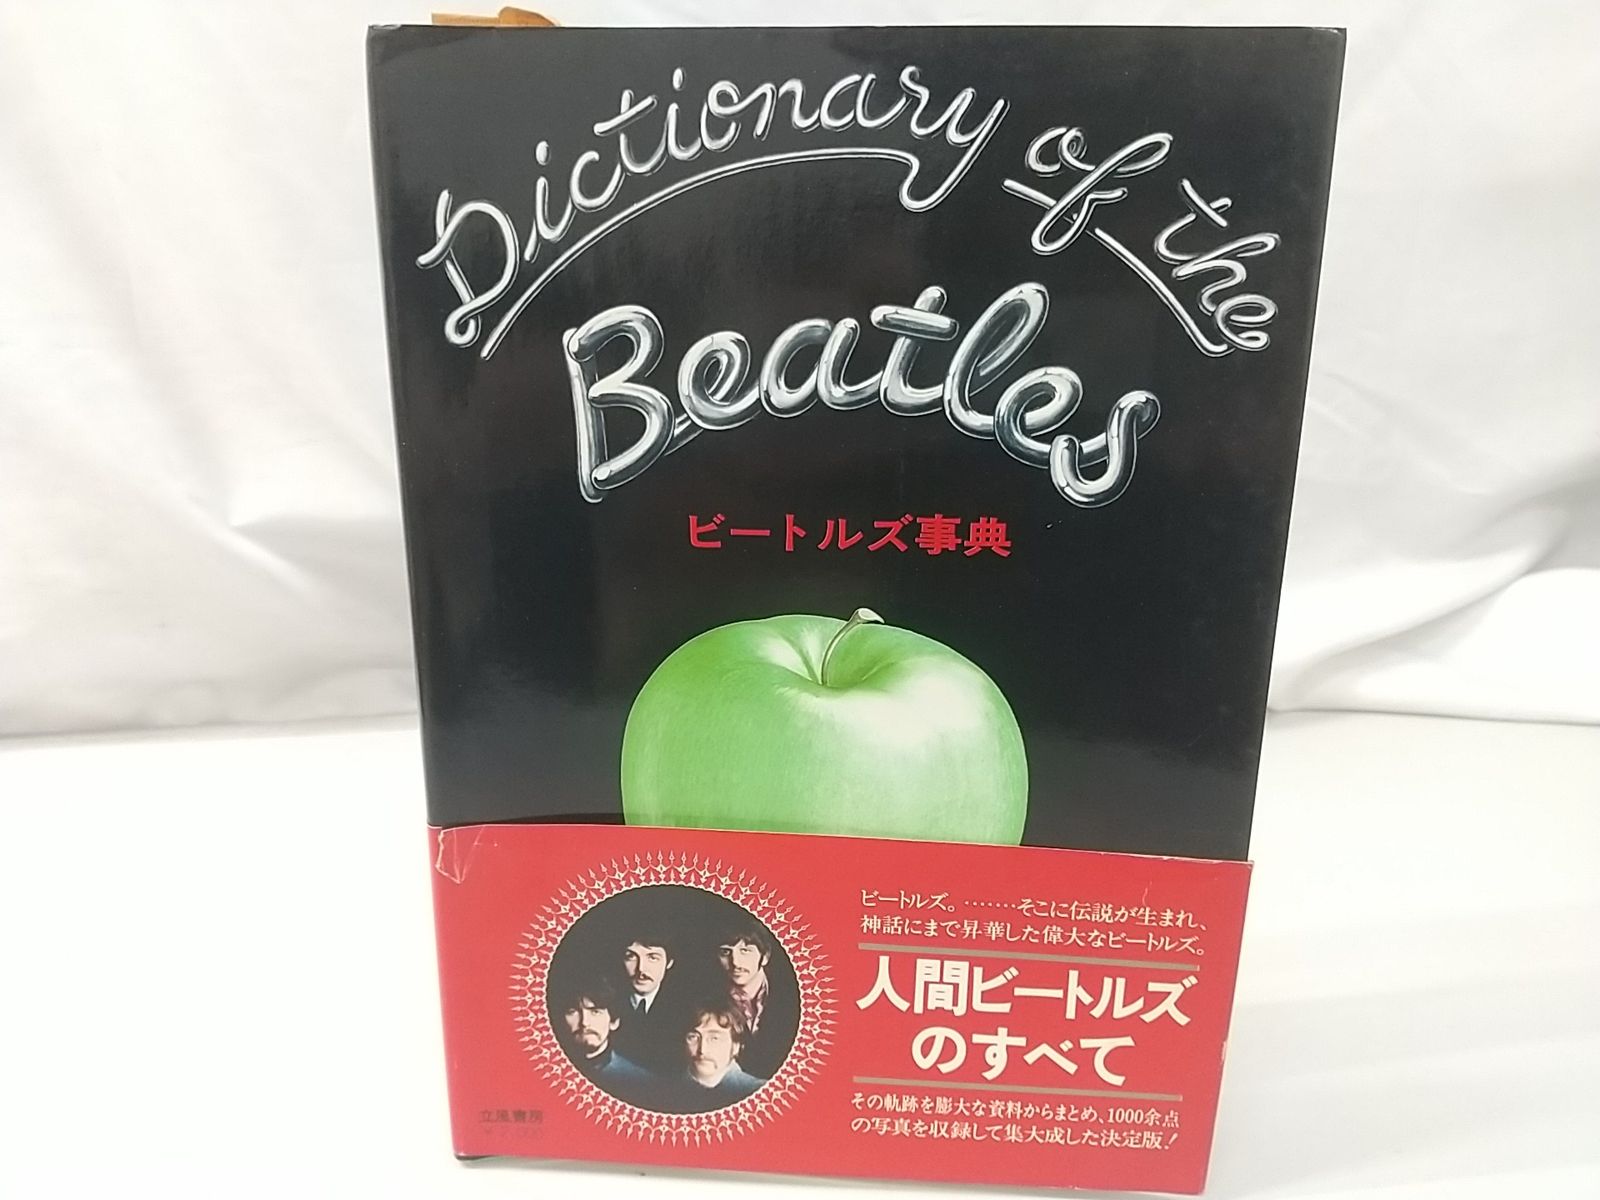 Dictionary of the
Beatles
ビートルズ事典
ビートルズ。………そこに伝説が生まれ、
神話にまで昇華した偉大なビートルズ。
人間ビートルズ
のすべて
その軌跡を膨大な資料からまとめ、1000余点
の写真を収録して集大成した決定版!
立風書房